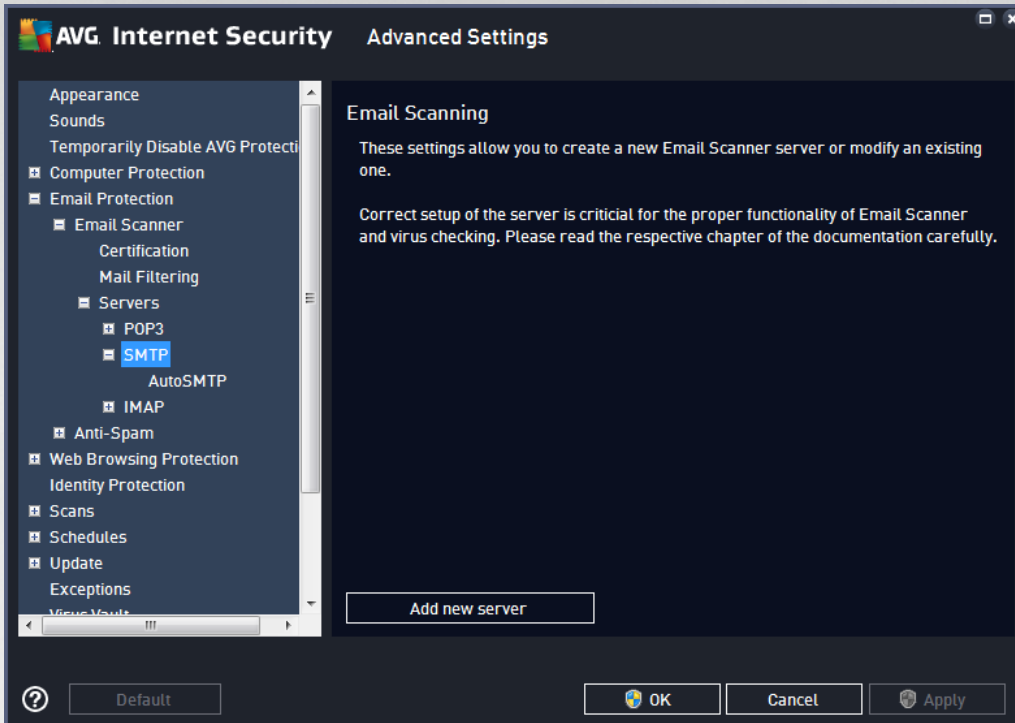 AVG Internet Security Advanced Settings
Appearance
Sounds
Temporarily Disable AVG Protecti
Computer Protection
Email Protection
Email Scanner
Certification
Mail Filtering
Servers
POP3
SMTP
AutoSMTP
IMAP
Anti-Spam
Web Browsing Protection
Identity Protection
Scans
Schedules
Update
Exceptions
Virus Vault
Email Scanning
These settings allow you to create a new Email Scanner server or modify an existing
one.
Correct setup of the server is criticial for the proper functionality of Email Scanner
and virus checking. Please read the respective chapter of the documentation carefully.
Add new server
?
Default
OK
Cancel
Apply